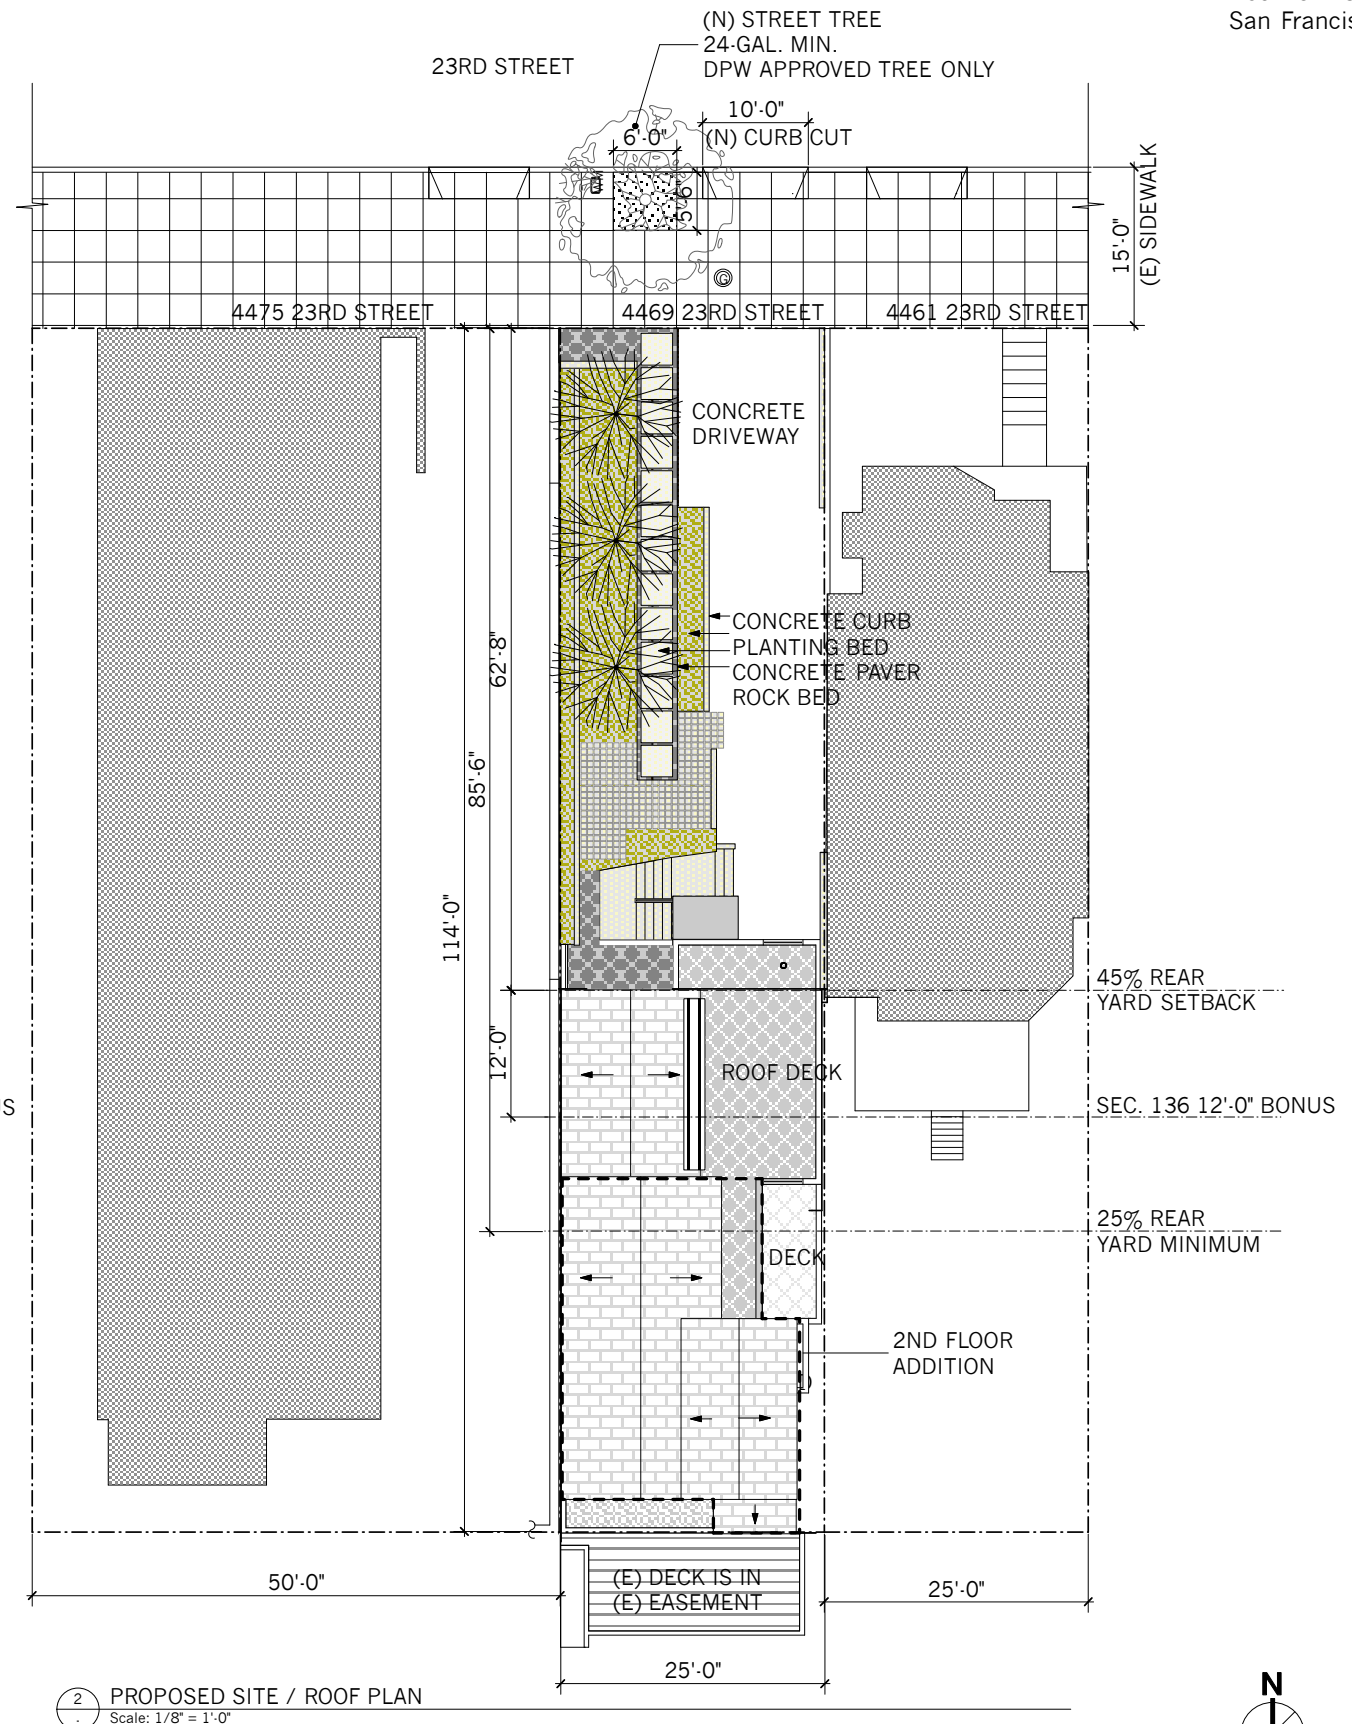 San Francis
(N) STREET TREE
24-GAL. MIN.
DPW APPROVED TREE ONLY
23RD STREET
10'-0"
6'-0"
(N) CURB CUT
5'-6"
15'-0"
(E) SIDEWALK
G
4475 23RD STREET
4469 23RD STREET
4461 23RD STREET
CONCRETE
DRIVEWAY
CONCRETE CURB
PLANTING BED
CONCRETE PAVER
ROCK BED
62'-8"
85'-6"
114'-0"
45% REAR
YARD SETBACK
12'-0"
ROOF DECK
US
SEC. 136 12'-0" BONUS
25% REAR
YARD MINIMUM
DECK
2ND FLOOR
ADDITION
50'-0"
(E) DECK IS IN
(E) EASEMENT
25'-0"
25'-0"
2
PROPOSED SITE / ROOF PLAN
Scale: 1/8" = 1'-0"
N